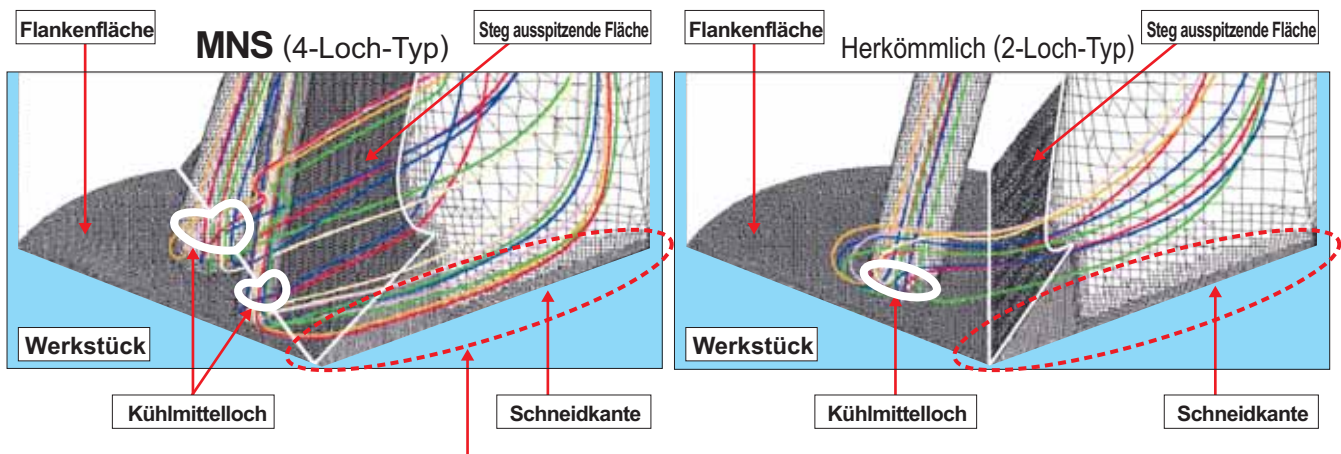 Flankenfläche
MNS (4-Loch-Typ)
Steg ausspitzende Fläche
Werkstück
Kühlmittelloch
Schneidkante
Flankenfläche
Herkömmlich (2-Loch-Typ)
Steg ausspitzende Fläche
Werkstück
Kühlmittelloch
Schneidkante